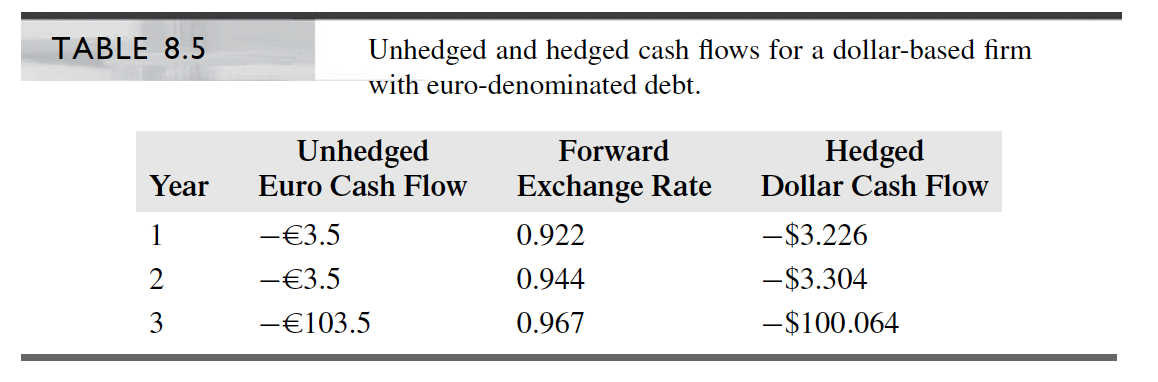 TABLE 8.5
Unhedged and hedged cash flows for a dollar-based firm
with euro-denominated debt.
Unhedged Forward Hedged
Year Euro Cash Flow Exchange Rate Dollar Cash Flow
1 −€3.5 0.922 −$3.226
2 −€3.5 0.944 −$3.304
3 −€103.5 0.967 −$100.064